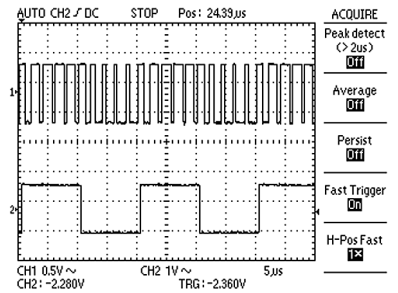 AUTO CH2 ƒ DC STOP Pos: 24.39µs ACQUIRE
Peak detect
(>2us)
Off
1
Average
Off
Persist
Off
Fast Trigger
On
2
H-Pos Fast
1×
CH1 0.5V ~ CH2 1V ~ 5µs
CH2: -2.280V TRG: -2.360V